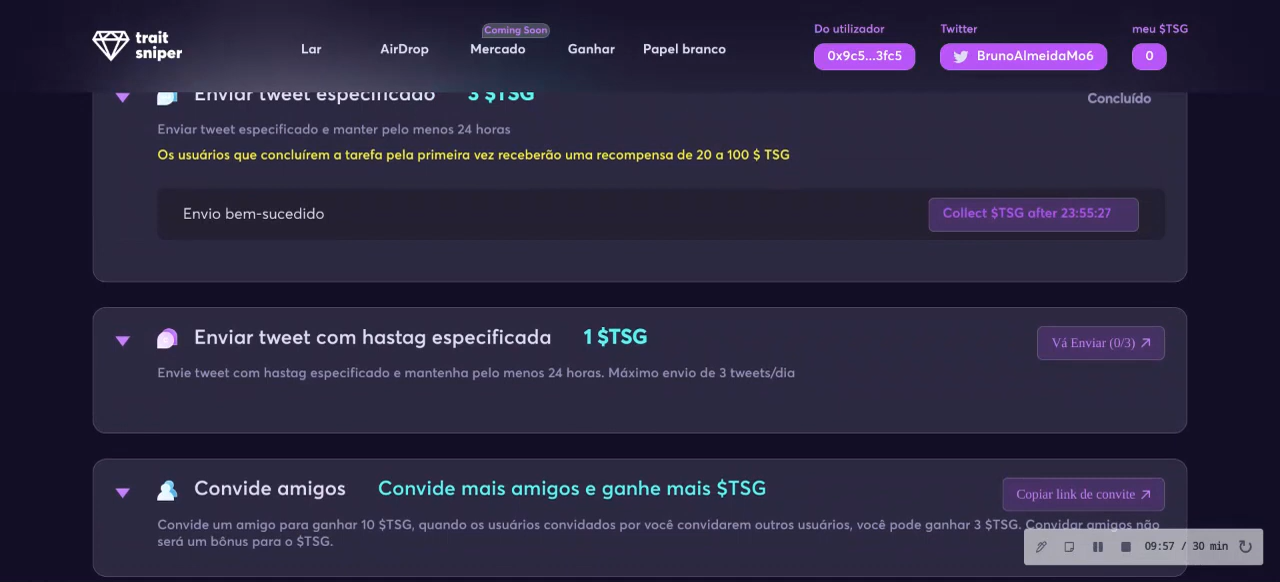 trait
sniper
Lar
AirDrop
Coming Soon
Mercado
Ganhar
Papel branco
Do utilizador
0x9c5...3fc5
Twitter
BrunoAlmeidaMo6
meu $TSG
0
Enviar tweet especificado 3 $TSG
Concluído
Enviar tweet especificado e manter pelo menos 24 horas
Os usuários que concluírem a tarefa pela primeira vez receberão uma recompensa de 20 a 100 $ TSG
Envio bem-sucedido
Collect $TSG after 23:55:27
Enviar tweet com hastag especificada 1 $TSG
Vá Enviar (0/3)
Envie tweet com hastag especificado e mantenha pelo menos 24 horas. Máximo envio de 3 tweets/dia
Convide amigos Convide mais amigos e ganhe mais $TSG
Copiar link de convite
Convide um amigo para ganhar 10 $TSG, quando os usuários convidados por você convidarem outros usuários, você pode ganhar 3 $TSG. Convidar amigos não
será um bônus para o $TSG.
09:57 / 30 min